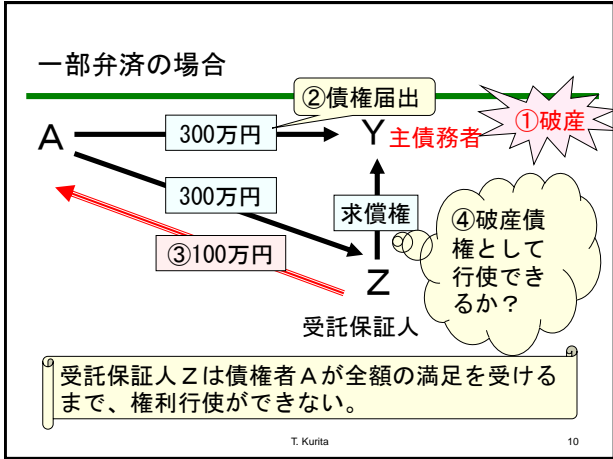 一部弁済の場合
②債権届出
①破産
A
300万円
Y
主債務者
300万円
求償権
③100万円
④破産債
権として
行使でき
るか？
Z
受託保証人
受託保証人Zは債権者Aが全額の満足を受ける
まで、権利行使ができない。
T. Kurita
10